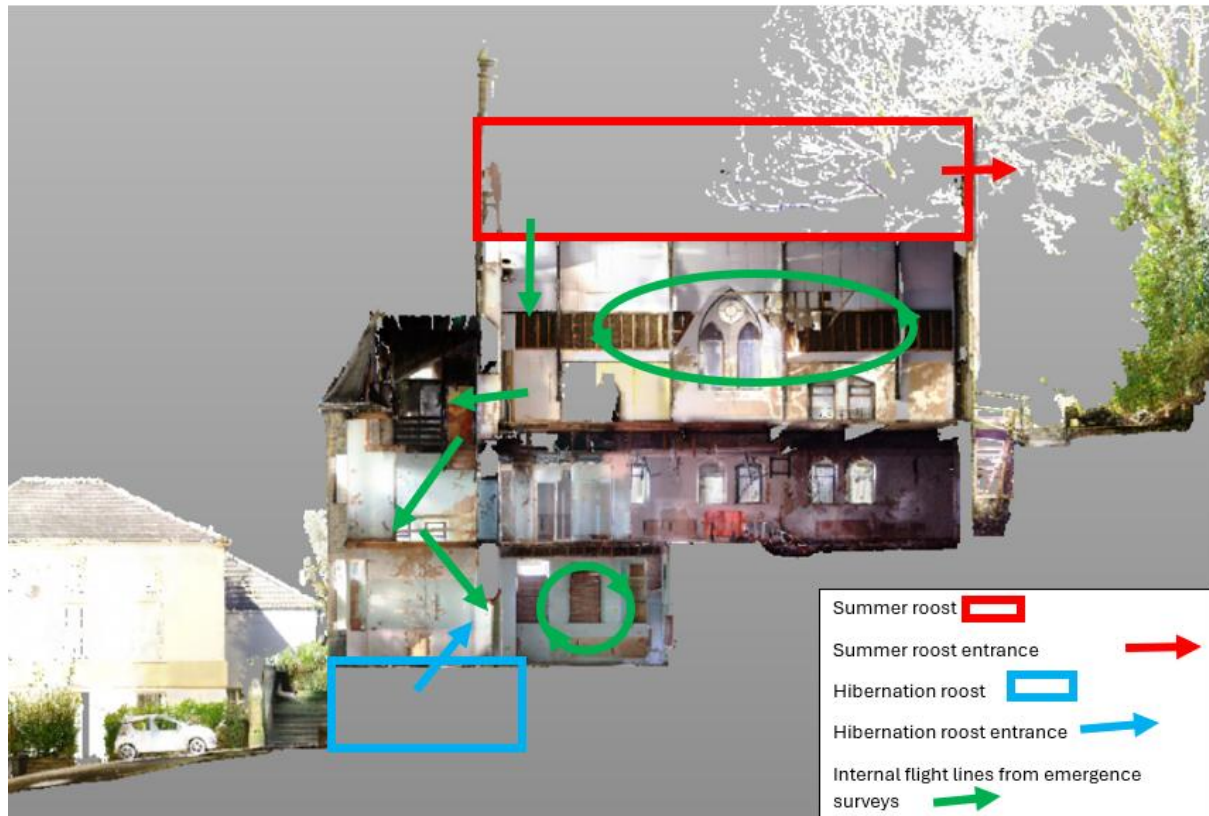 Summer roost
Summer roost entrance
Hibernation roost
Hibernation roost entrance
Internal flight lines from emergence
surveys